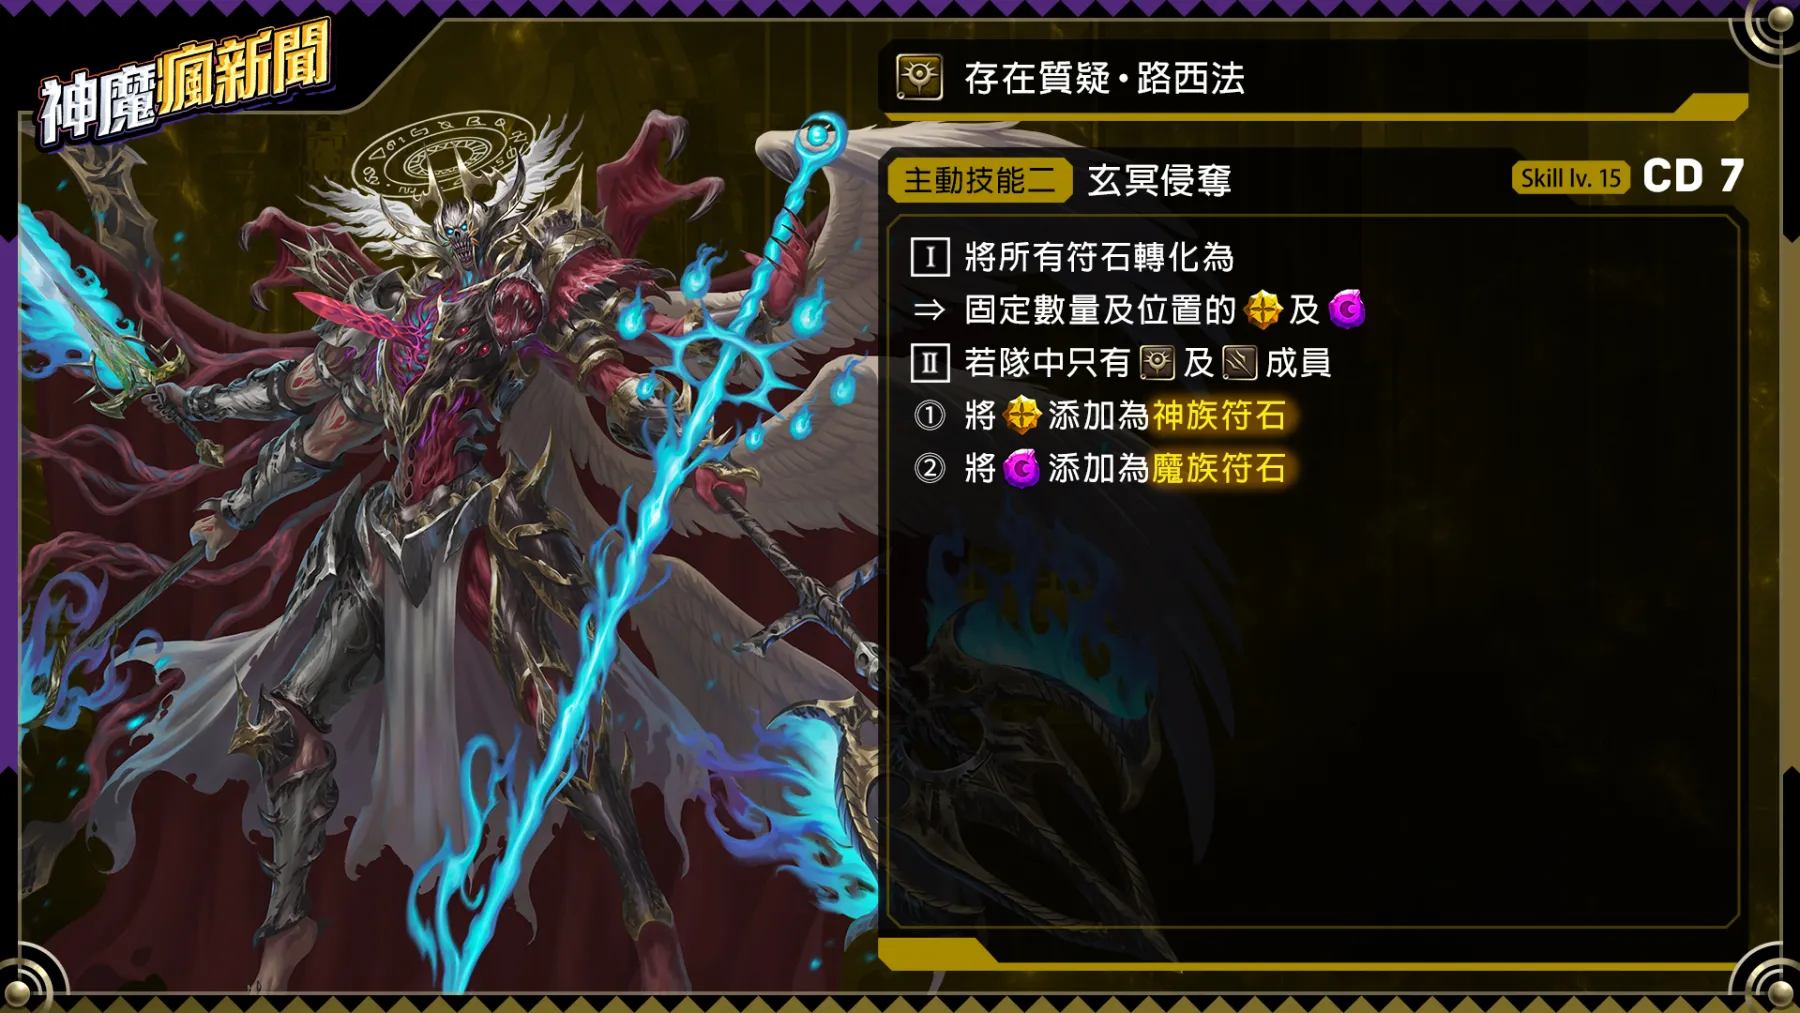 神魔瘋新聞
存在質疑•路西法
主動技能二 玄冥侵奪 Skill lv. 15 CD 7
I 將所有符石轉化為
⇒ 固定數量及位置的 及
II 若隊中只有 及 成員
① 將 添加為神族符石
② 將 添加為魔族符石